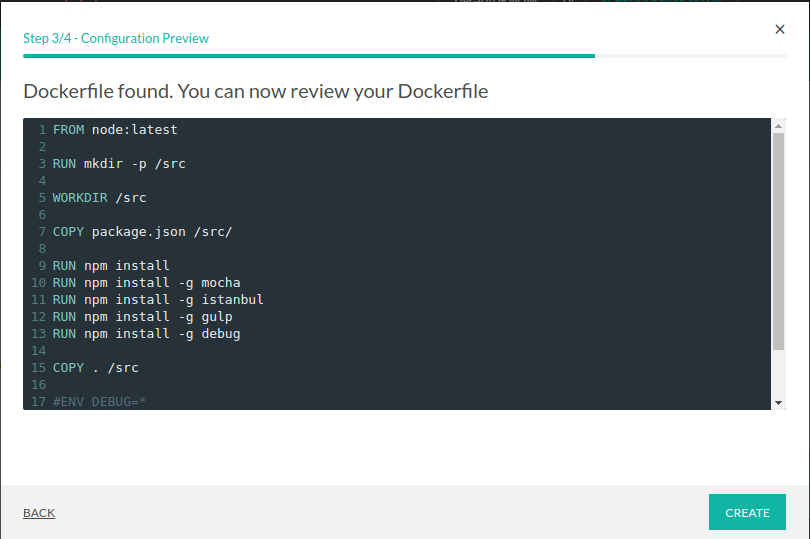 Step 3/4 - Configuration Preview
×
Dockerfile found. You can now review your Dockerfile
1 FROM node:latest
2
3 RUN mkdir -p /src
4
5 WORKDIR /src
6
7 COPY package.json /src/
8
9 RUN npm install
10 RUN npm install -g mocha
11 RUN npm install -g istanbul
12 RUN npm install -g gulp
13 RUN npm install -g debug
14
15 COPY . /src
16
17 #ENV DEBUG=*
BACK
CREATE